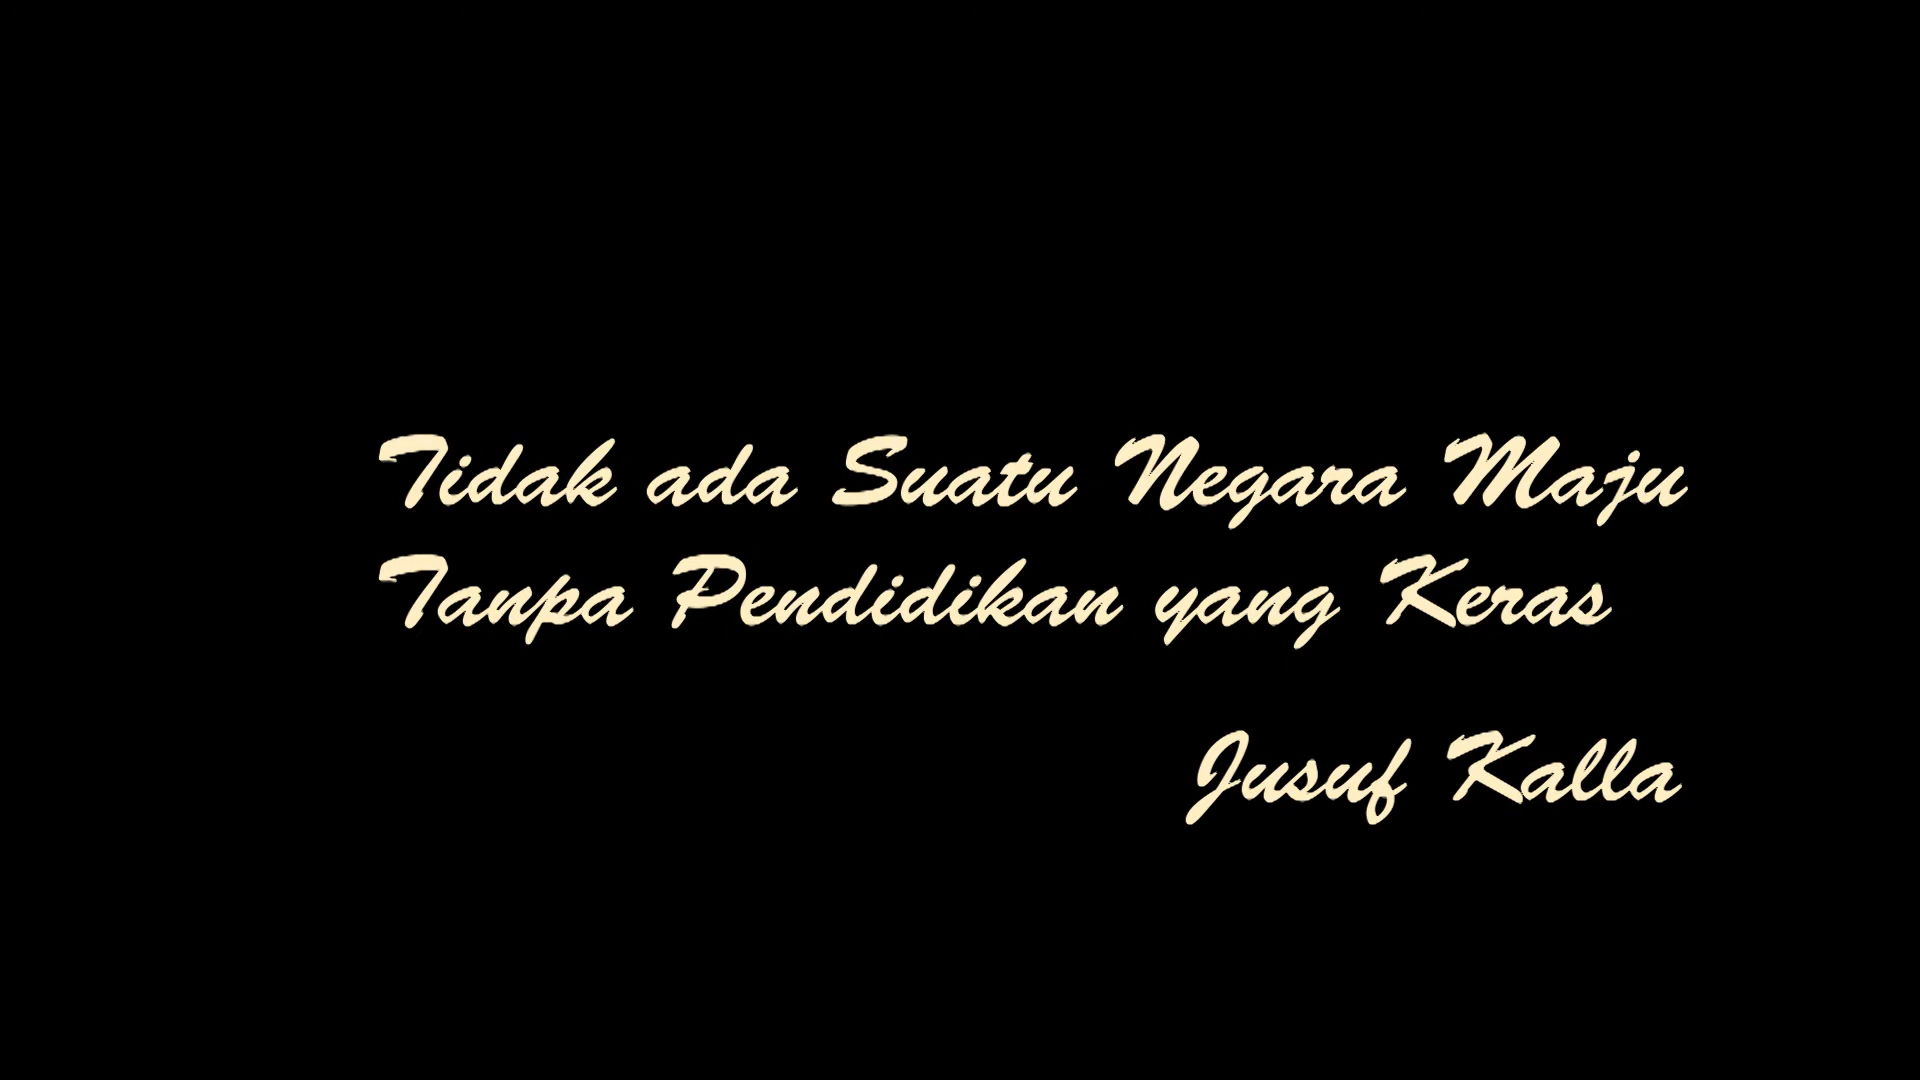 Tidak ada Suatu Negara Maju
Tanpa Pendidikan yang Keras
Jusuf Kalla